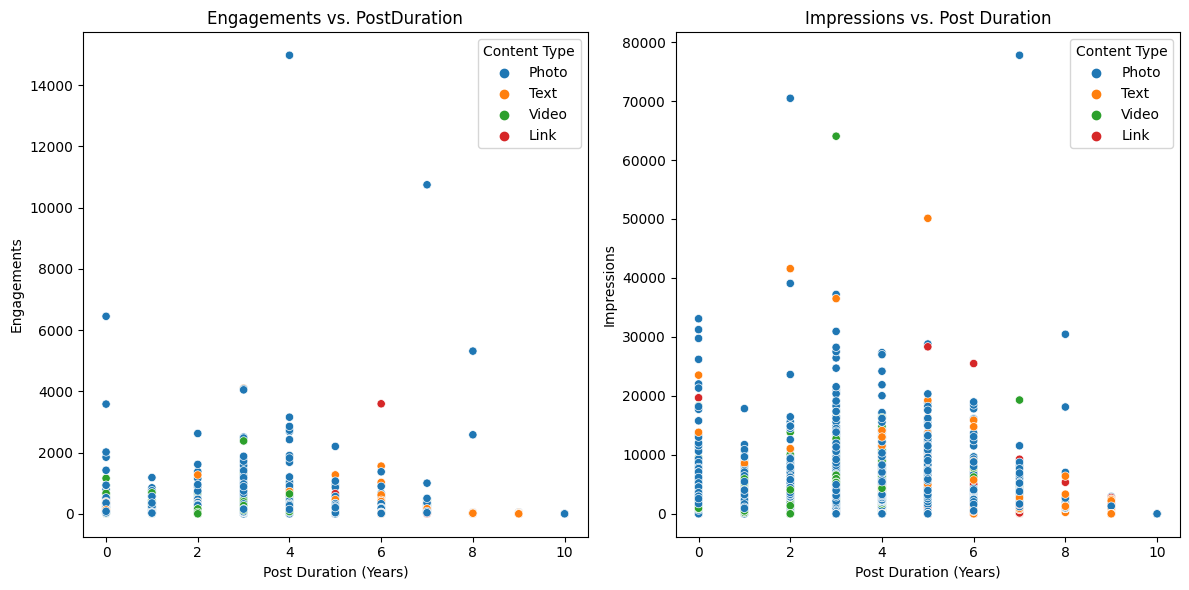 Engagements vs. PostDuration
Content Type
Photo
Text
Video
Link
14000
12000
10000
8000
6000
4000
2000
0
Engagements
0
2
4
6
8
10
Post Duration (Years)
Impressions vs. Post Duration
Content Type
Photo
Text
Video
Link
80000
70000
60000
50000
40000
30000
20000
10000
0
Impressions
0
2
4
6
8
10
Post Duration (Years)